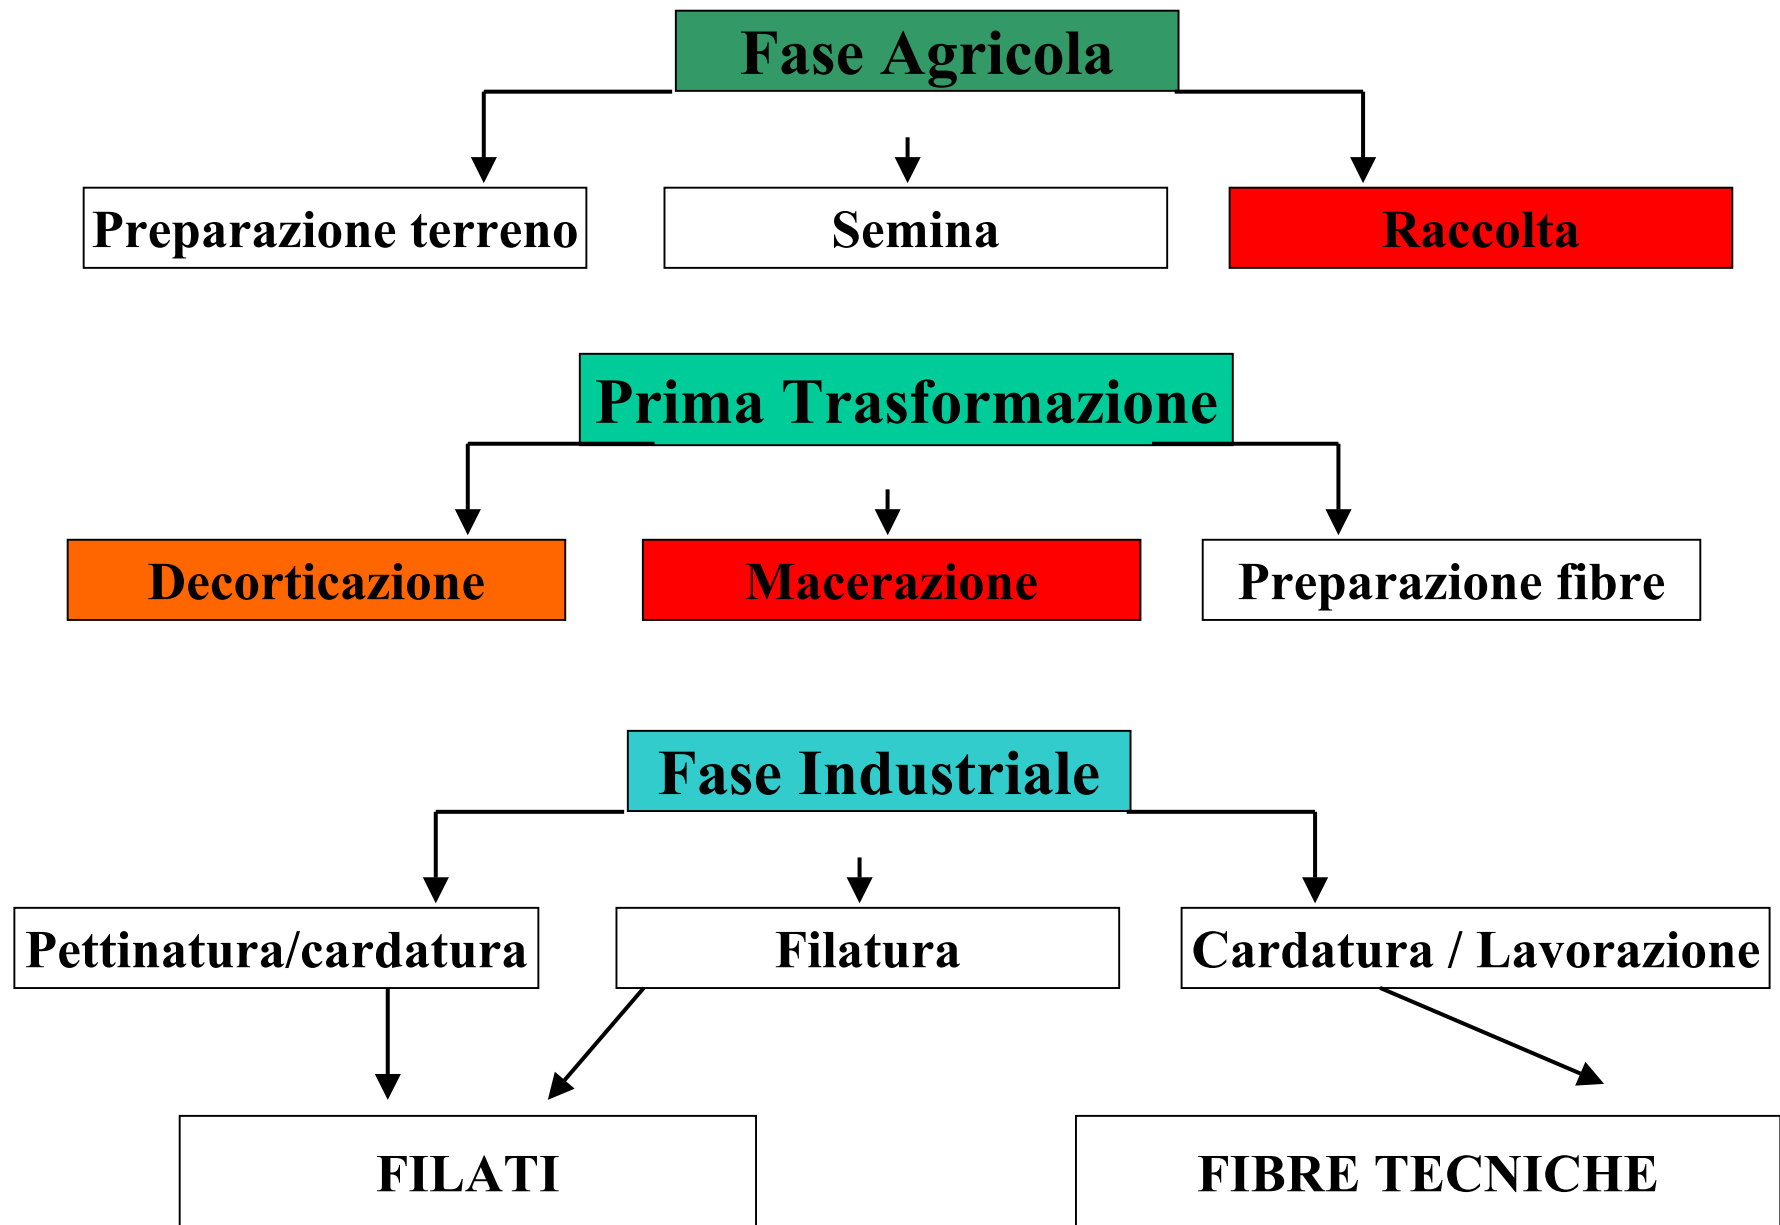 Fase Agricola
Preparazione terreno
Semina
Raccolta
Prima Trasformazione
Decorticazione
Macerazione
Preparazione fibre
Fase Industriale
Pettinatura/cardatura
Filatura
Cardatura / Lavorazione
FILATI
FIBRE TECNICHE